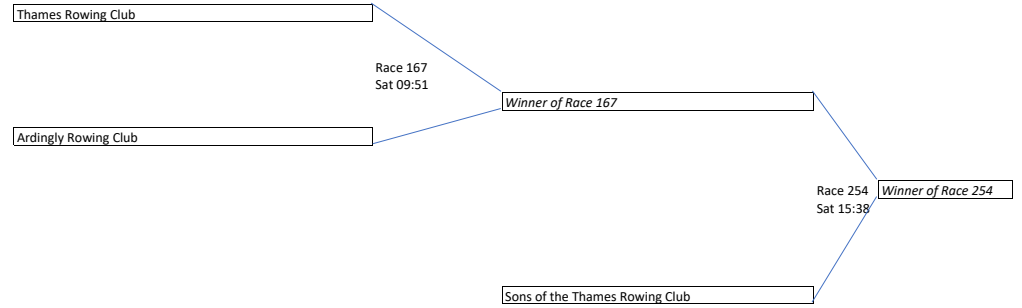 Thames Rowing Club
Race 167
Sat 09:51
Winner of Race 167
Ardingly Rowing Club
Race 254
Sat 15:38
Winner of Race 254
Sons of the Thames Rowing Club